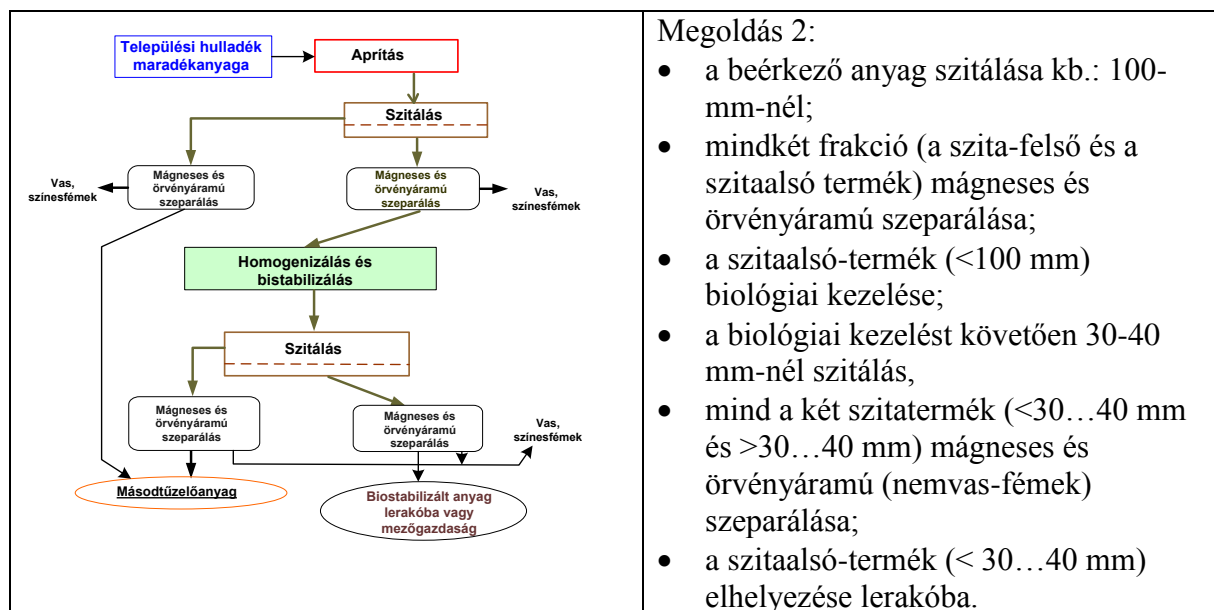 Települési hulladék
maradékanyaga
Aprítás
Szitálás
Mágneses és
örvényáramú
szeparálás
Vas,
színesfémek
Mágneses és
örvényáramú
szeparálás
Vas,
színesfémek
Homogenizálás és
bistabilizálás
Szitálás
Mágneses és
örvényáramú
szeparálás
Mágneses és
örvényáramú
szeparálás
Vas,
színesfémek
Másodtűzelőanyag
Biostabilizált anyag
lerakóba vagy
mezőgazdaság
Megoldás 2:
• a beérkező anyag szitálása kb.: 100-
mm-nél;
• mindkét frakció (a szita-felső és a
szitaalsó termék) mágneses és
örvényáramú szeparálása;
• a szitaalsó-termék (<100 mm)
biológiai kezelése;
• a biológiai kezelést követően 30-40
mm-nél szitálás,
• mind a két szitatermék (<30…40 mm
és >30…40 mm) mágneses és
örvényáramú (nemvas-fémek)
szeparálása;
• a szitaalsó-termék (< 30…40 mm)
elhelyezése lerakóba.